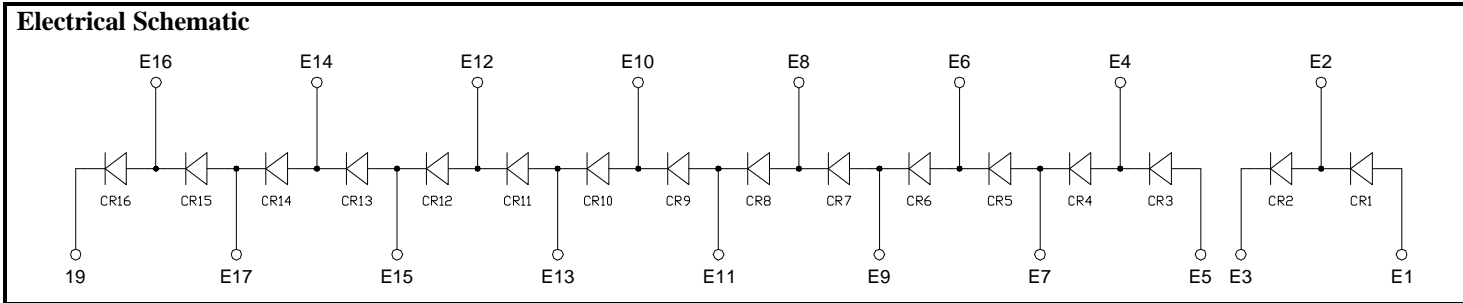 Electrical Schematic
E16 E14 E12 E10 E8 E6 E4 E2
CR16 CR15 CR14 CR13 CR12 CR11 CR10 CR9 CR8 CR7 CR6 CR5 CR4 CR3 CR2 CR1
19 E17 E15 E13 E11 E9 E7 E5 E3 E1